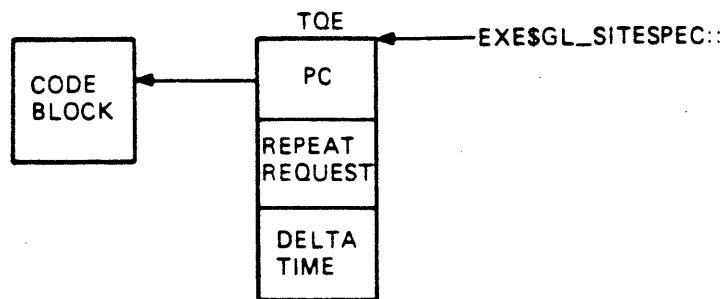 TQE
EXE$GL_SITESPEC::
CODE
BLOCK
PC
REPEAT
REQUEST
DELTA
TIME